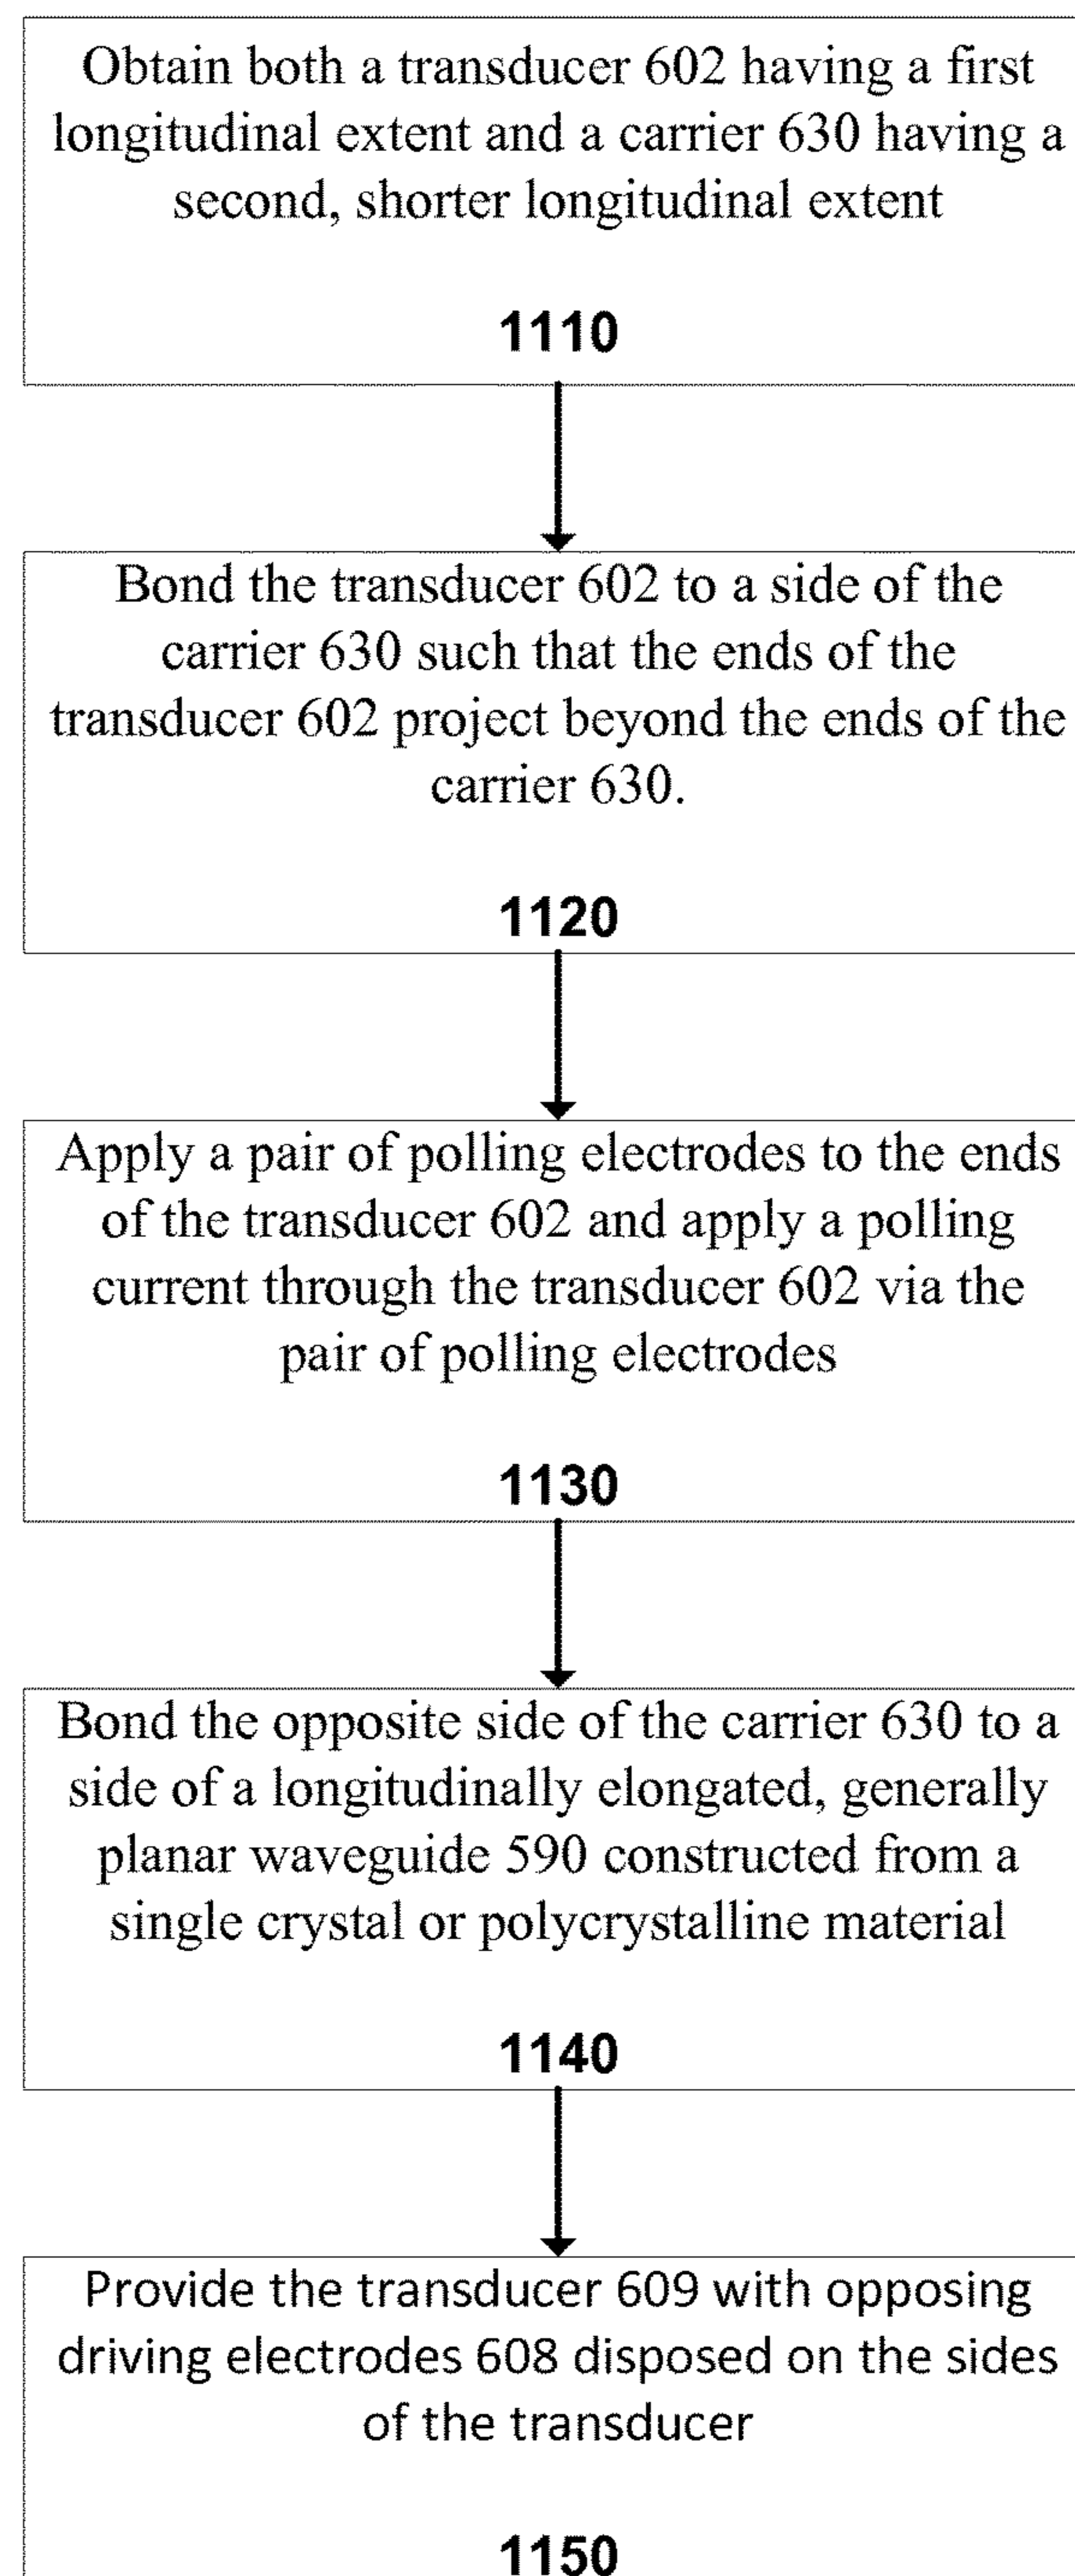 Obtain both a transducer 602 having a first
longitudinal extent and a carrier 630 having a
second, shorter longitudinal extent
1110
Bond the transducer 602 to a side of the
carrier 630 such that the ends of the
transducer 602 project beyond the ends of the
carrier 630.
1120
Apply a pair of polling electrodes to the ends
of the transducer 602 and apply a polling
current through the transducer 602 via the
pair of polling electrodes
1130
Bond the opposite side of the carrier 630 to a
side of a longitudinally elongated, generally
planar waveguide 590 constructed from a
single crystal or polycrystalline material
1140
Provide the transducer 609 with opposing
driving electrodes 608 disposed on the sides
of the transducer
1150